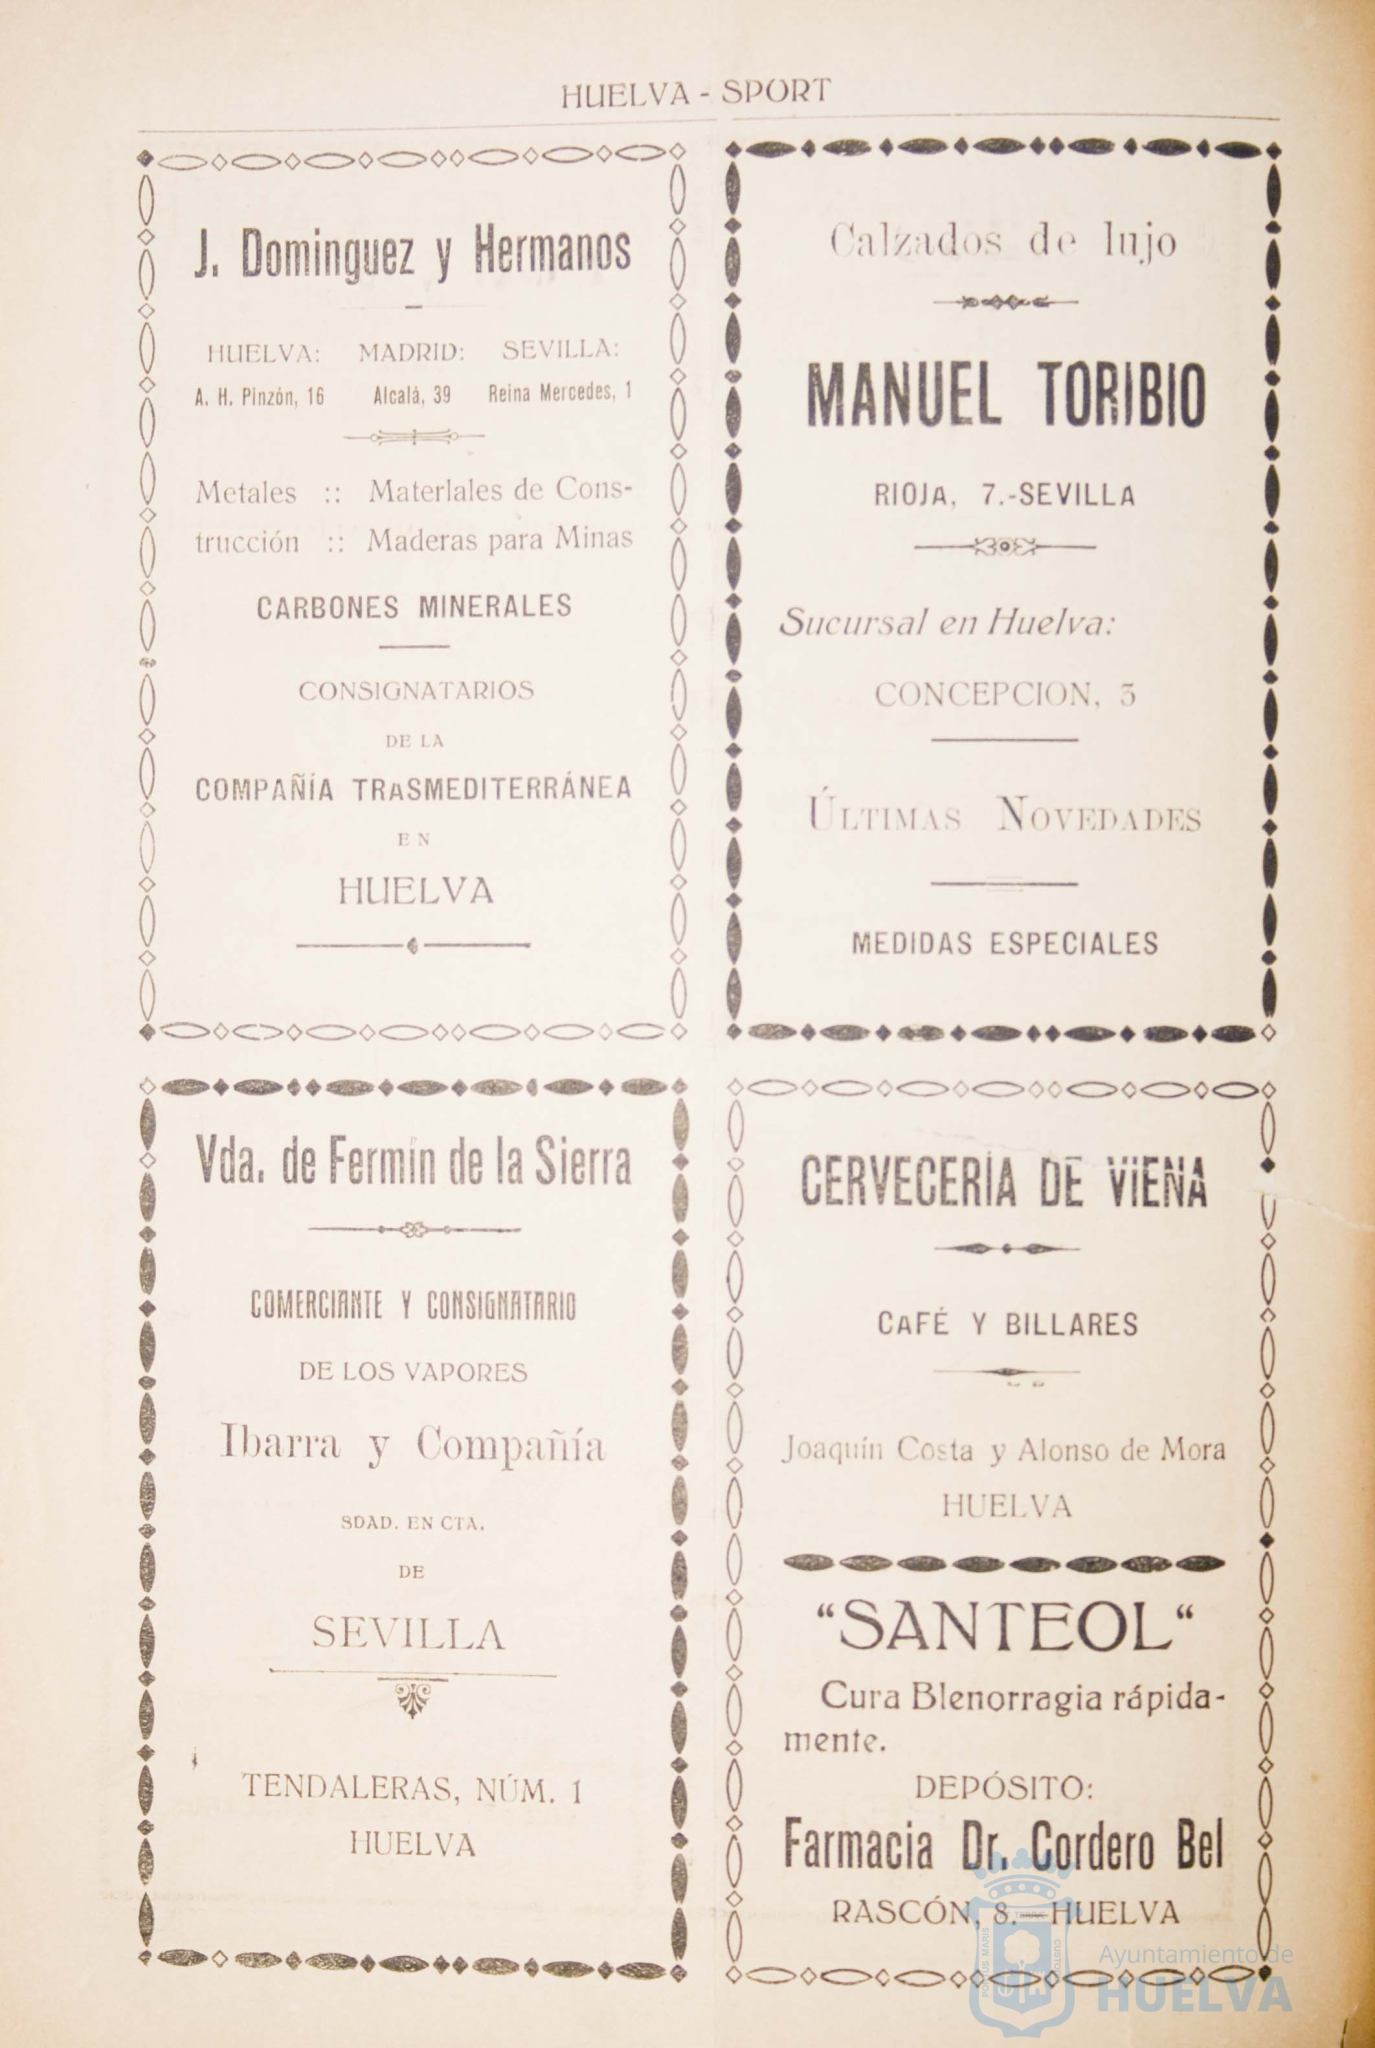 HUELVA - SPORT
J. Dominguez y Hermanos
HUELVA: MADRID: SEVILLA:
A. H. Pinzón, 16 Alcalá, 39 Reina Mercedes, 1
Metales :: Materlales de Cons-
trucción :: Maderas para Minas
CARBONES MINERALES
CONSIGNATARIOS
DE LA
COMPAÑÍA TRASMEDITERRÁNEA
EN
HUELVA
Calzados de lujo
MANUEL TORIBIO
RIOJA, 7.-SEVILLA
Sucursal en Huelva:
CONCEPCION, 3
ÚLTIMAS NOVEDADES
MEDIDAS ESPECIALES
Vda. de Fermín de la Sierra
COMERCIANTE Y CONSIGNATARIO
DE LOS VAPORES
Ibarra y Compañía
SDAD. EN CTA.
DE
SEVILLA
TENDALERAS, NÚM. 1
HUELVA
CERVECERÍA DE VIENA
CAFÉ Y BILLARES
Joaquín Costa y Alonso de Mora
HUELVA
"SANTEOL"
Cura Blenorragia rápida-
mente.
DEPÓSITO:
Farmacia Dr. Cordero Bel
RASCÓN, 8. HUELVA
Ayuntamiento de
HUELVA